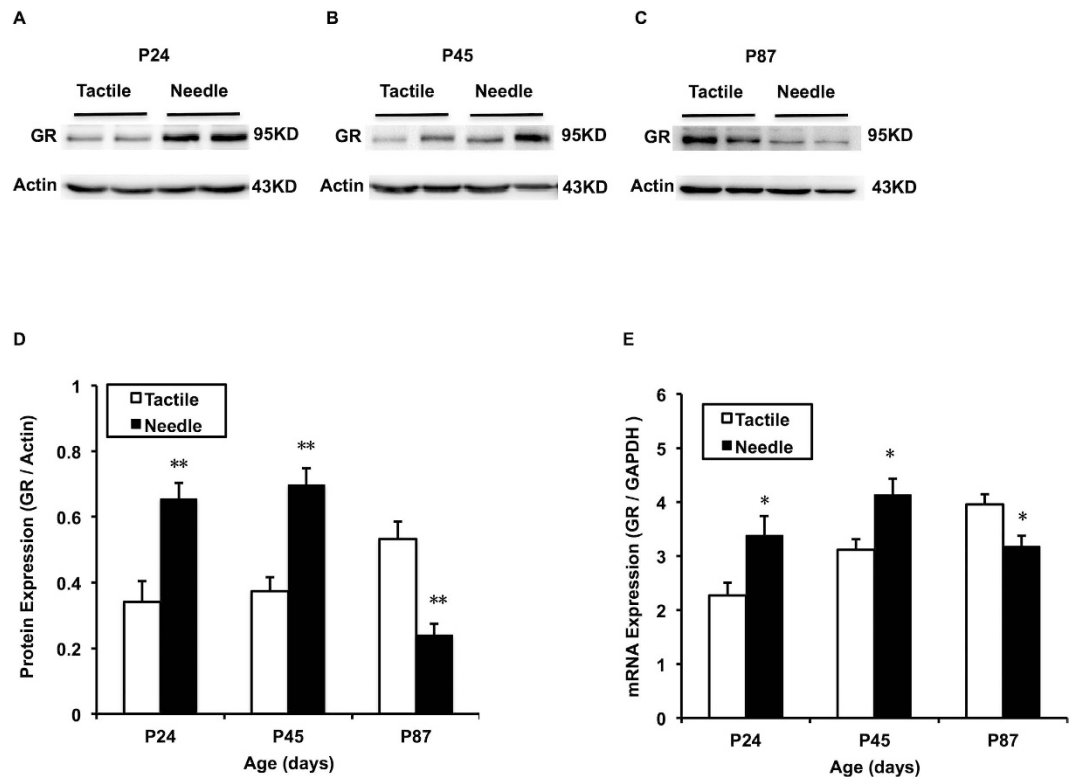 A
B
C
P24
P45
P87
Tactile Needle
Tactile Needle
Tactile Needle
GR 95KD
GR 95KD
GR 95KD
Actin 43KD
Actin 43KD
Actin 43KD
D
Protein Expression (GR / Actin)
1
0.8
0.6
0.4
0.2
0
Tactile
Needle
**
**
**
P24 P45 P87
Age (days)
E
mRNA Expression (GR / GAPDH )
6
5
4
3
2
1
0
Tactile
Needle
*
*
*
P24 P45 P87
Age (days)